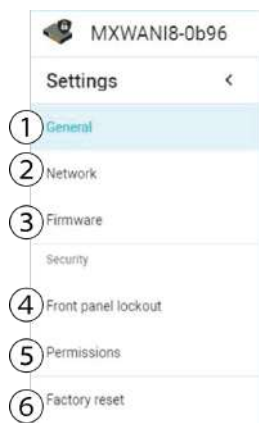 MXWANI8-0b96
Settings <
1 General
2 Network
3 Firmware
Security
4 Front panel lockout
5 Permissions
6 Factory reset